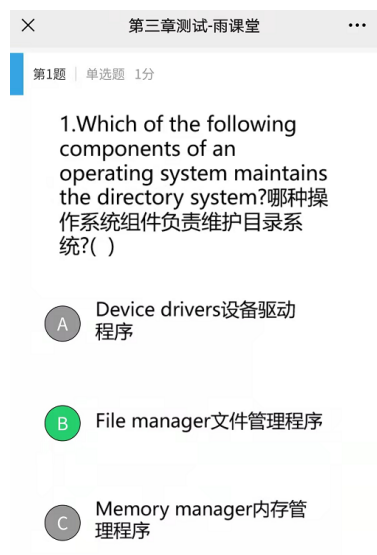 第三章测试-雨课堂
第1题 单选题 1分
1.Which of the following
components of an
operating system maintains
the directory system?哪种操
作系统组件负责维护目录系
统?( )
A Device drivers设备驱动
程序
B File manager文件管理程序
C Memory manager内存管
理程序